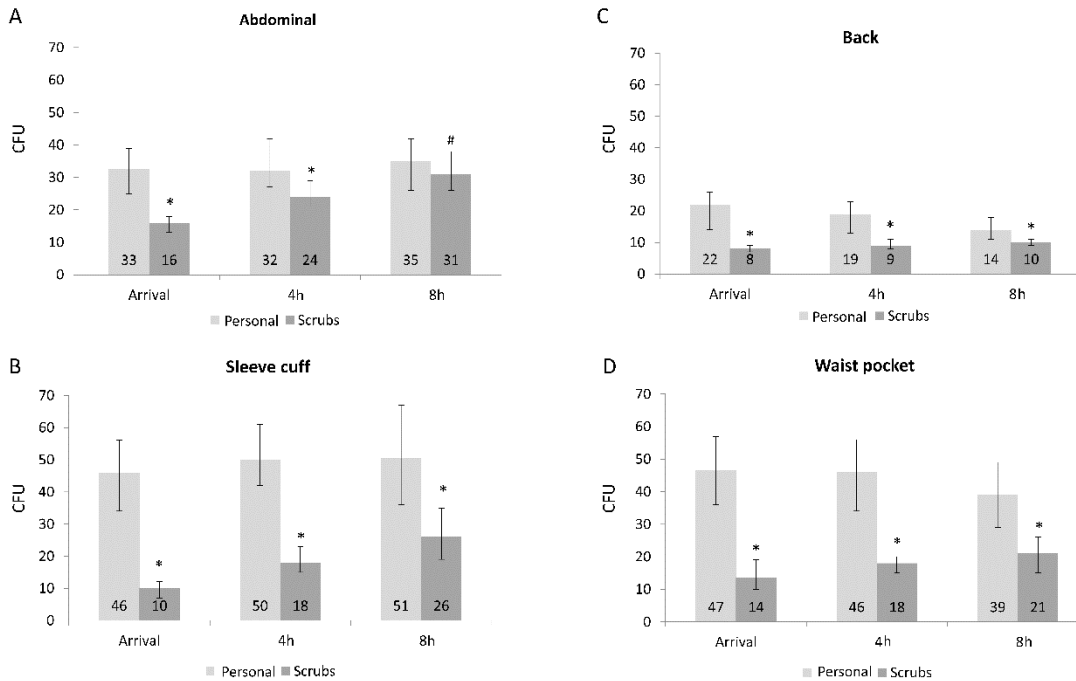 A
Abdominal
CFU
70
60
50
40
30
20
10
0
*
*
#
33 16 32 24 35 31
Arrival 4h 8h
Personal Scrubs
B
Sleeve cuff
CFU
70
60
50
40
30
20
10
0
*
*
*
46 10 50 18 51 26
Arrival 4h 8h
Personal Scrubs
C
Back
CFU
70
60
50
40
30
20
10
0
* * *
22 8 19 9 14 10
Arrival 4h 8h
Personal Scrubs
D
Waist pocket
CFU
70
60
50
40
30
20
10
0
*
*
*
47 14 46 18 39 21
Arrival 4h 8h
Personal Scrubs